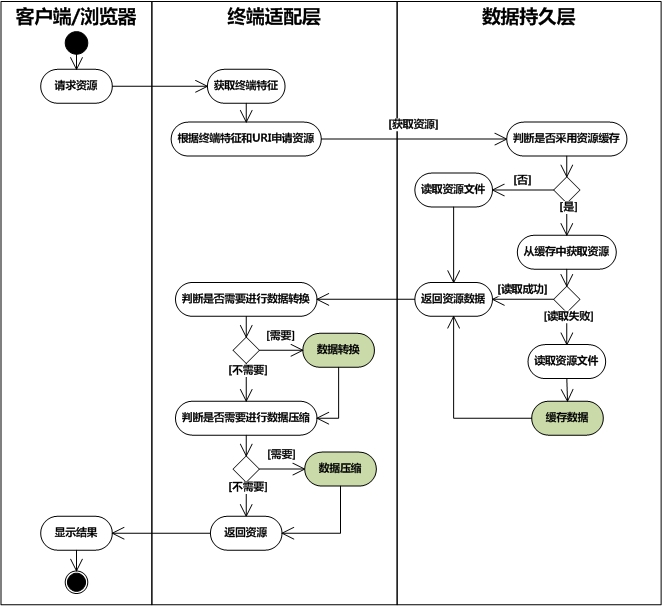 客户端/浏览器
终端适配层
数据持久层
请求资源
获取终端特征
根据终端特征和URI申请资源
[获取资源]
判断是否采用资源缓存
[否]
读取资源文件
[是]
从缓存中获取资源
判断是否需要进行数据转换
返回资源数据
[读取成功]
[读取失败]
[需要]
数据转换
[不需要]
读取资源文件
判断是否需要进行数据压缩
缓存数据
[需要]
数据压缩
[不需要]
显示结果
返回资源